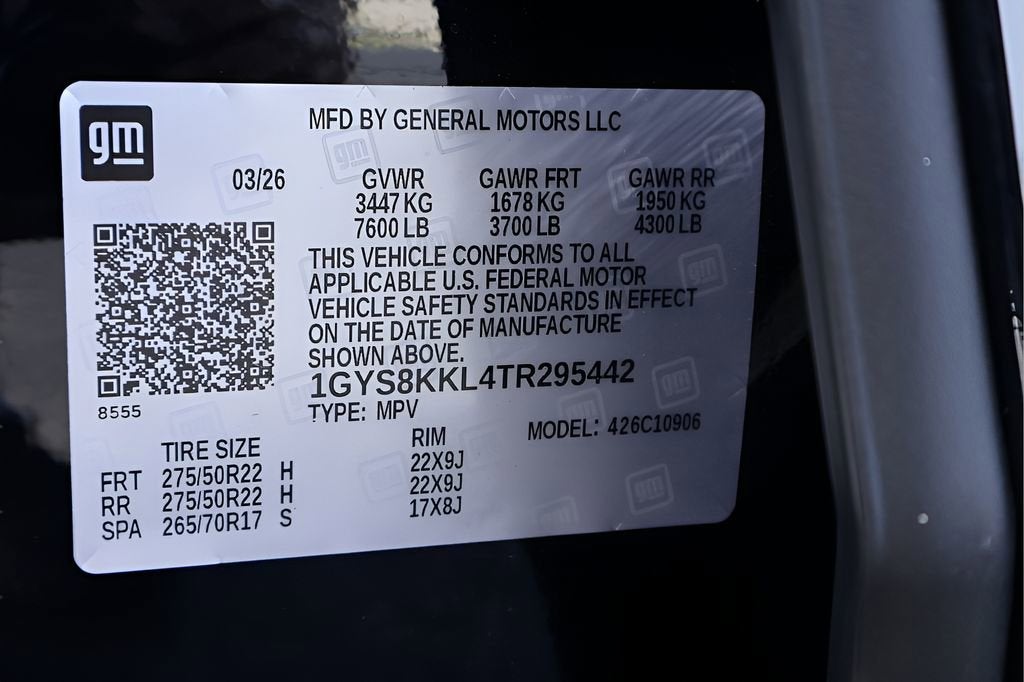 gm
MFD BY GENERAL MOTORS LLC
03/26 GVWR GAWR FRT GAWR RR
3447 KG 1678 KG 1950 KG
7600 LB 3700 LB 4300 LB
THIS VEHICLE CONFORMS TO ALL
APPLICABLE U.S. FEDERAL MOTOR
VEHICLE SAFETY STANDARDS IN EFFECT
ON THE DATE OF MANUFACTURE
SHOWN ABOVE.
1GYS8KKL4TR295442
8555
TYPE: MPV
MODEL: 426C10906
TIRE SIZE RIM
FRT 275/50R22 H 22X9J
RR 275/50R22 H 22X9J
SPA 265/70R17 S 17X8J